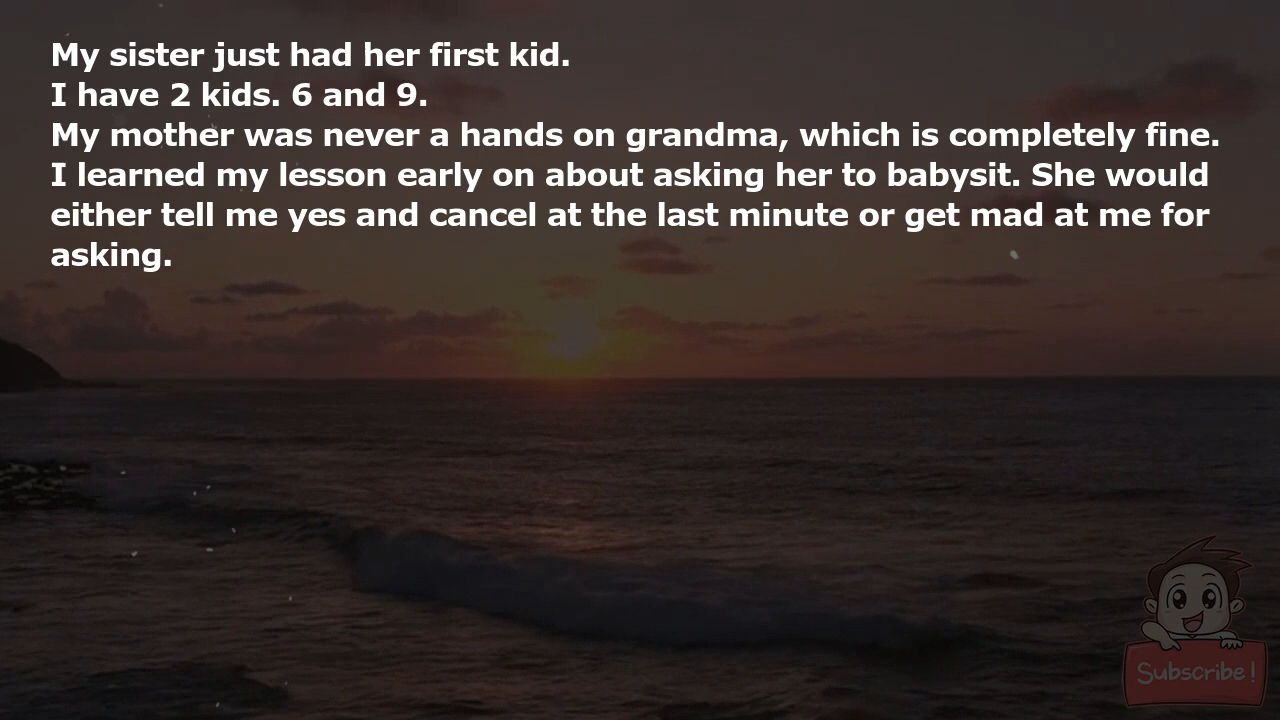 My sister just had her first kid.
I have 2 kids. 6 and 9.
My mother was never a hands on grandma, which is completely fine.
I learned my lesson early on about asking her to babysit. She would
either tell me yes and cancel at the last minute or get mad at me for
asking.
Subscribe!